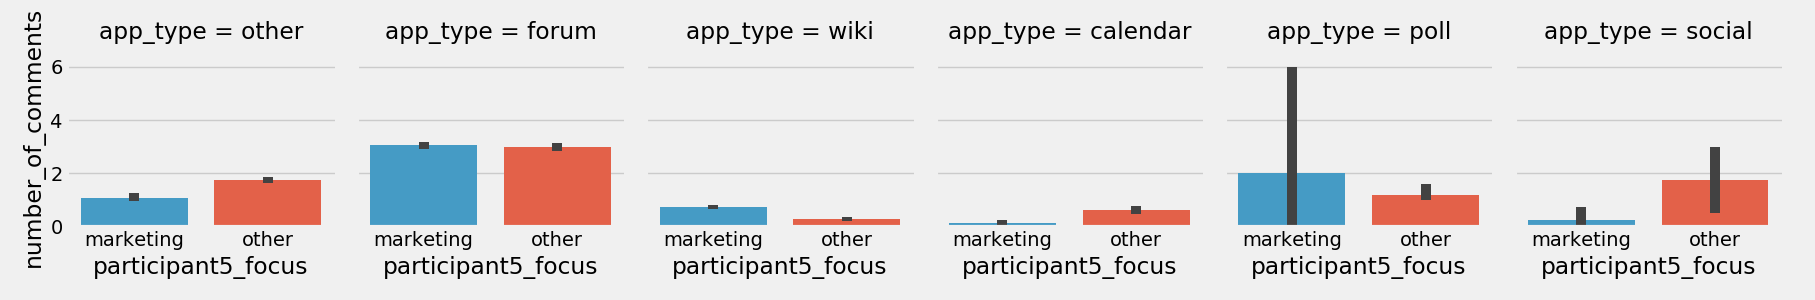 app_type = other
app_type = forum
app_type = wiki
app_type = calendar
app_type = poll
app_type = social
number_of_comments
6
4
2
0
marketing other
marketing other
marketing other
marketing other
marketing other
marketing other
participant5_focus
participant5_focus
participant5_focus
participant5_focus
participant5_focus
participant5_focus